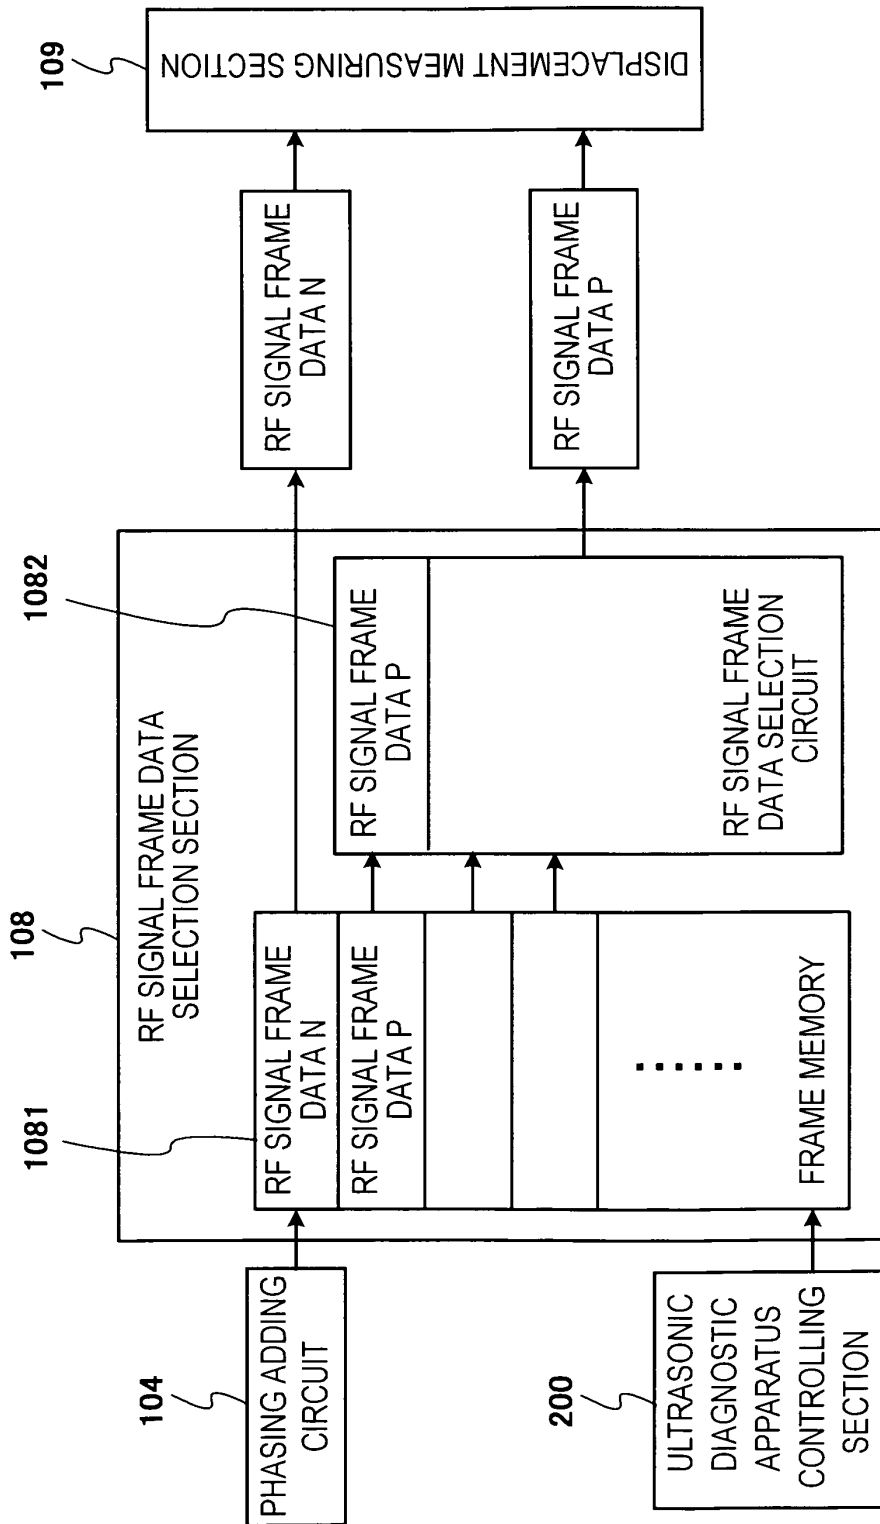 108
RF SIGNAL FRAME DATA
SELECTION SECTION
104
PHASING ADDING
CIRCUIT
1081
RF SIGNAL FRAME
DATA N
RF SIGNAL FRAME
DATA P
......
FRAME MEMORY
200
ULTRASONIC
DIAGNOSTIC
APPARATUS
CONTROLLING
SECTION
1082
RF SIGNAL FRAME
DATA P
RF SIGNAL FRAME
DATA SELECTION
CIRCUIT
RF SIGNAL FRAME
DATA N
RF SIGNAL FRAME
DATA P
109
DISPLACEMENT MEASURING SECTION